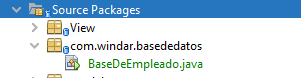 Source Packages
View
com.windar.basededatos
BaseDeEmpleado.java